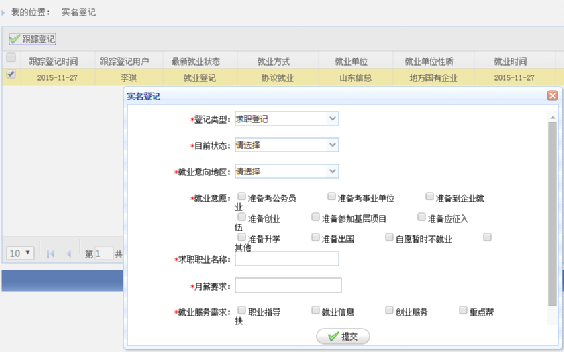 我的位置： 实名登记
跟踪登记
跟踪登记时间 跟踪登记用户 最新就业状态 就业方式 就业单位 就业单位性质 就业时间
2015-11-27 李琪 就业登记 协议就业 山东信息 地方国有企业 2015-11-27
实名登记
*登记类型： 求职登记
*目前状态： 请选择
*就业意向地区： 请选择
*就业意愿： 准备考公务员 准备考事业单位 准备到企业就
业
准备创业 准备参加基层项目 准备应征入
伍
准备升学 准备出国 自愿暂时不就业
其他
*求职职业名称：
*月薪要求：
*就业服务需求： 职业指导 就业信息 创业服务 重点帮
扶
提交
10 第 1 共